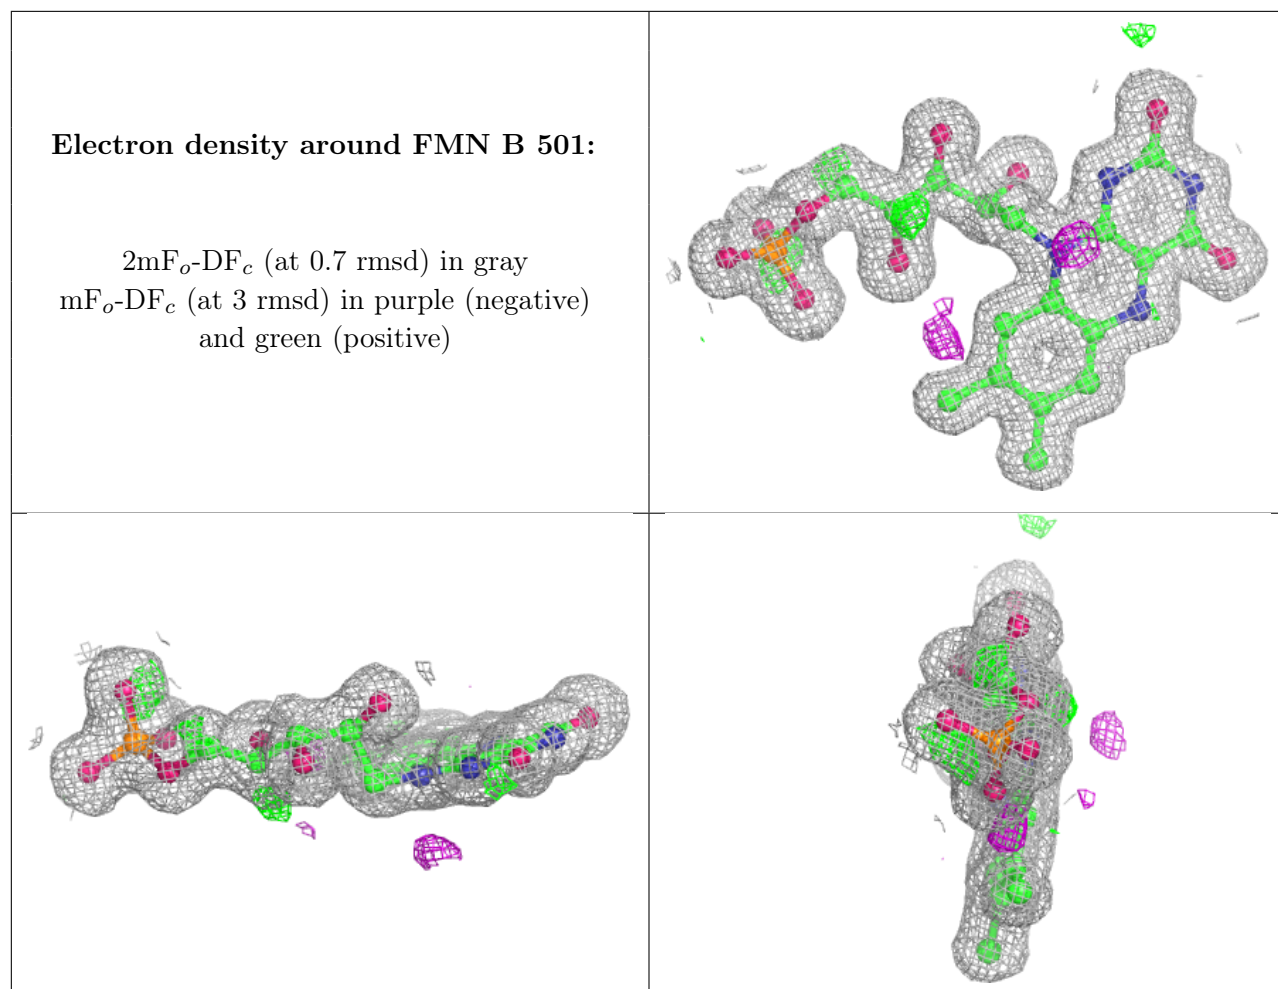 Electron density around FMN B 501:
2mFₒ-DF𝒸 (at 0.7 rmsd) in gray
mFₒ-DF𝒸 (at 3 rmsd) in purple (negative)
and green (positive)